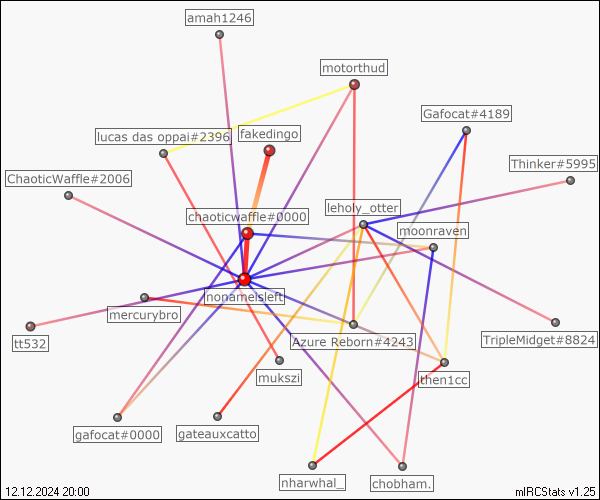 amah1246
motorthud
Gafocat#4189
lucas das oppai#2396
fakedingo
Thinker#5995
ChaoticWaffle#2006
leholy_otter
chaoticwaffle#0000
moonraven
nonameisleft
mercurybro
tt532
Azure Reborn#4243
TripleMidget#8824
mukszi
then1cc
gafocat#0000
gateauxcatto
nharwhal_
chobham.
12.12.2024 20:00
mIRCStats v1.25